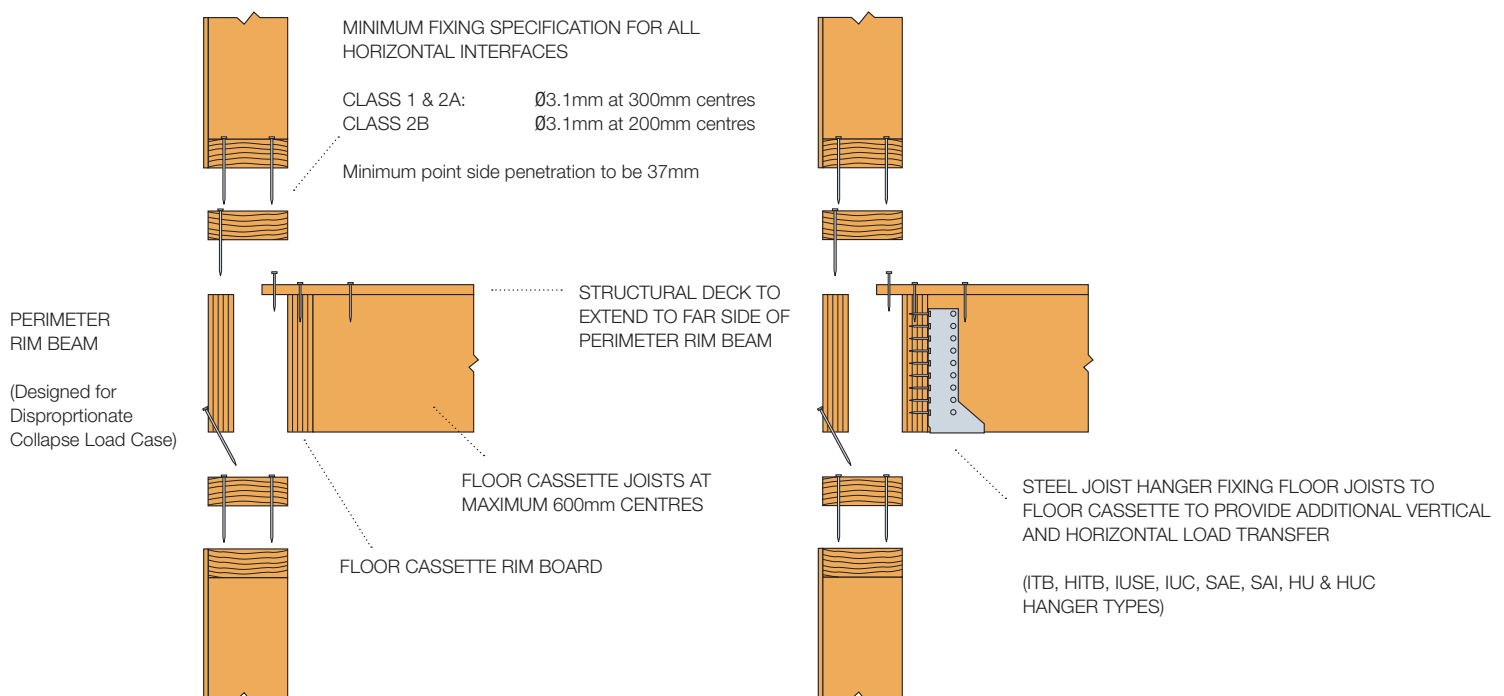 MINIMUM FIXING SPECIFICATION FOR ALL
HORIZONTAL INTERFACES
CLASS 1 & 2A: Ø3.1mm at 300mm centres
CLASS 2B Ø3.1mm at 200mm centres
Minimum point side penetration to be 37mm
STRUCTURAL DECK TO
EXTEND TO FAR SIDE OF
PERIMETER RIM BEAM
PERIMETER
RIM BEAM
(Designed for
Disproprtionate
Collapse Load Case)
FLOOR CASSETTE JOISTS AT
MAXIMUM 600mm CENTRES
FLOOR CASSETTE RIM BOARD
STEEL JOIST HANGER FIXING FLOOR JOISTS TO
FLOOR CASSETTE TO PROVIDE ADDITIONAL VERTICAL
AND HORIZONTAL LOAD TRANSFER
(ITB, HITB, IUSE, IUC, SAE, SAI, HU & HUC
HANGER TYPES)